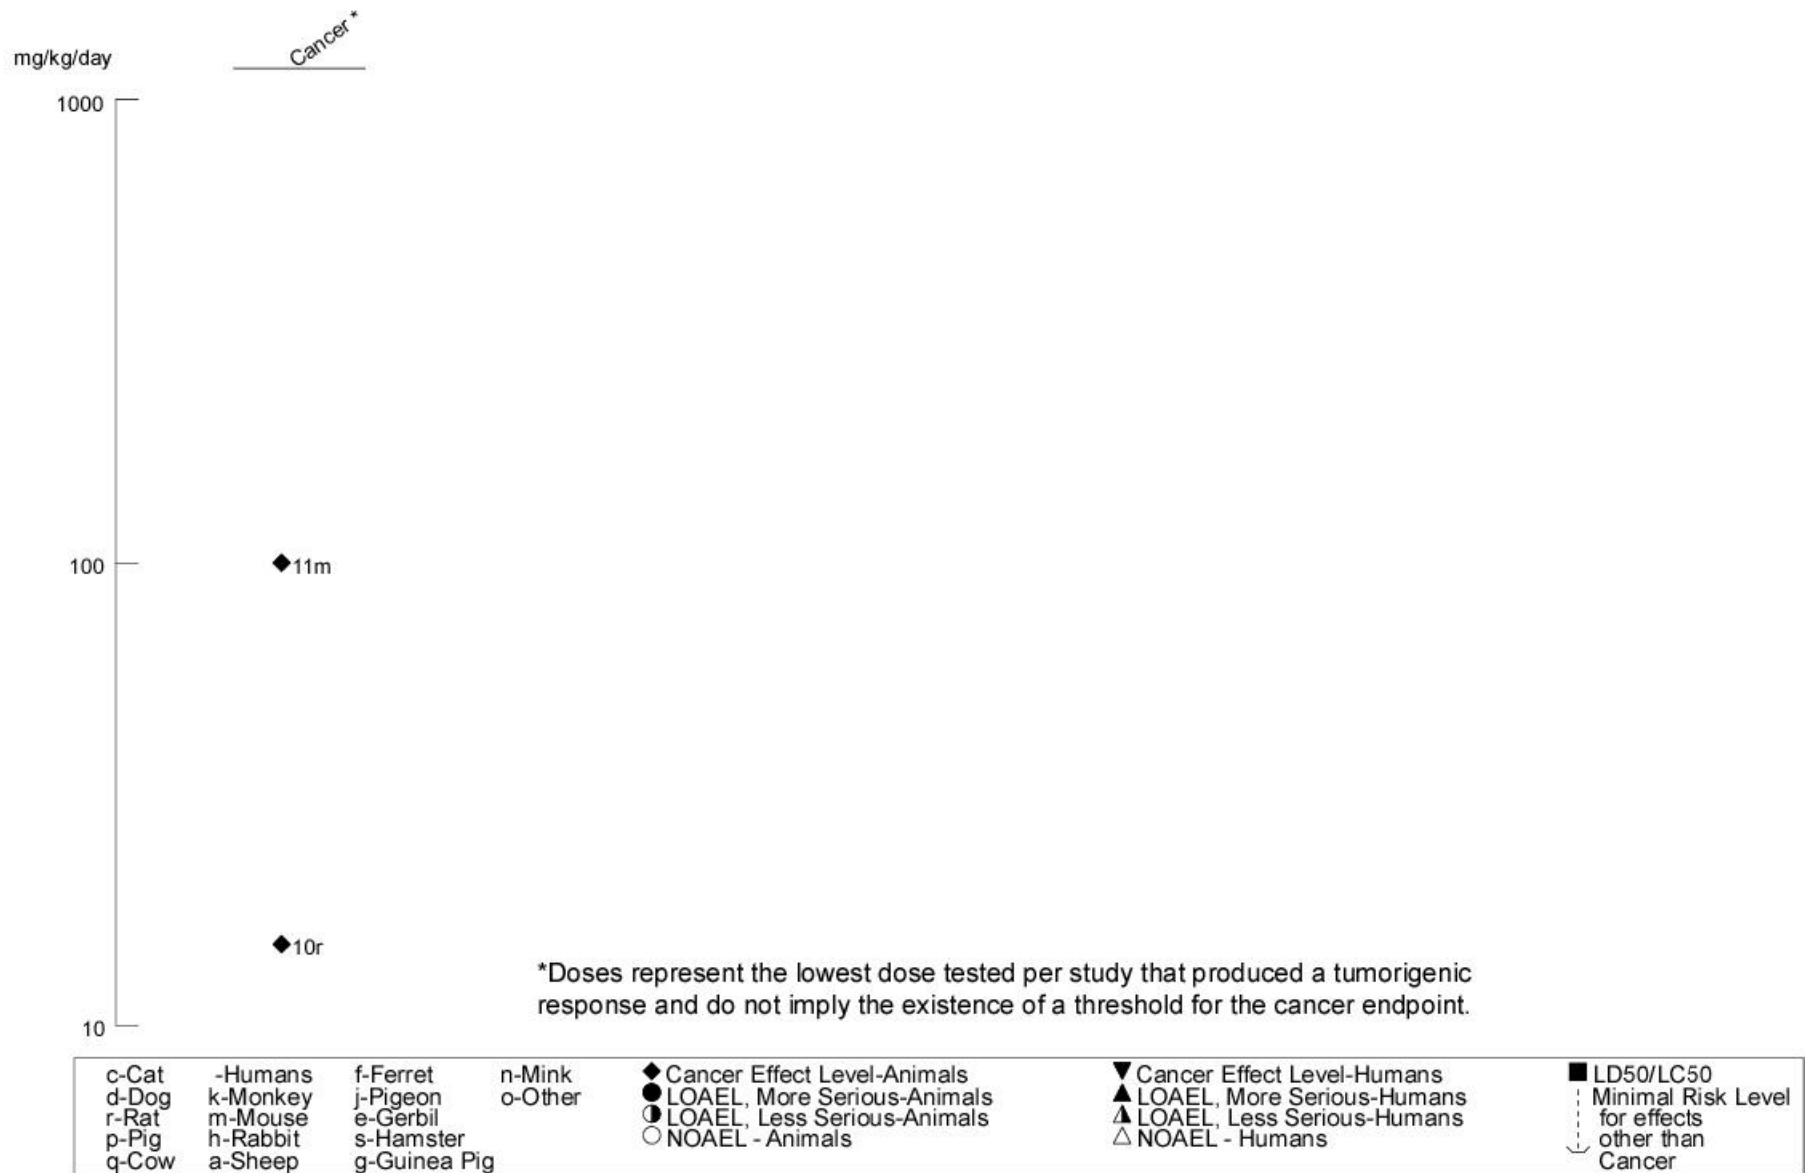 Cancer *
mg/kg/day
1000
100
11m
10r
10
*Doses represent the lowest dose tested per study that produced a tumorigenic
response and do not imply the existence of a threshold for the cancer endpoint.
c-Cat
d-Dog
r-Rat
p-Pig
q-Cow
-Humans
k-Monkey
m-Mouse
h-Rabbit
a-Sheep
f-Ferret
j-Pigeon
e-Gerbil
s-Hamster
g-Guinea Pig
n-Mink
o-Other
Cancer Effect Level-Animals
LOAEL, More Serious-Animals
LOAEL, Less Serious-Animals
NOAEL - Animals
Cancer Effect Level-Humans
LOAEL, More Serious-Humans
LOAEL, Less Serious-Humans
NOAEL - Humans
LD50/LC50
Minimal Risk Level
for effects
other than
Cancer